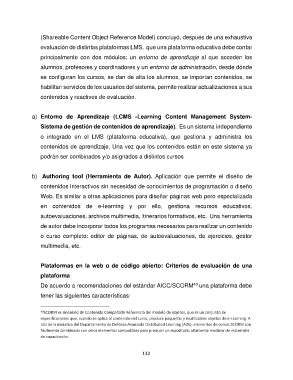 (Shareable Content Object Reference Model) concluyó, después de una exhaustiva
evaluación de distintas plataformas LMS, que una plataforma educativa debe contar
principalmente con dos módulos: un entorno de aprendizaje al que acceden los
alumnos, profesores y coordinadores y un entorno de administración, desde dónde
se configuran los cursos, se dan de alta los alumnos, se importan contenidos, se
habilitan servicios de los usuarios del sistema, permite realizar actualizaciones a sus
contenidos y reactivos de evaluación.
a) Entorno de Aprendizaje (LCMS -Learning Content Management System-
Sistema de gestión de contenidos de aprendizaje). Es un sistema independiente
o integrado en el LMS (plataforma educativa), que gestiona y administra los
contenidos de aprendizaje. Una vez que los contenidos están en este sistema ya
podrán ser combinados y/o asignados a distintos cursos
b) Authoring tool (Herramienta de Autor). Aplicación que permite el diseño de
contenidos interactivos sin necesidad de conocimientos de programación o diseño
Web. Es similar a otras aplicaciones para diseñar páginas web pero especializada
en contenidos de e-learning y por ello, gestiona recursos educativos,
autoevaluaciones, archivos multimedia, itinerarios formativos, etc. Una herramienta
de autor debe incorporar todos los programas necesarios para realizar un contenido
o curso completo: editor de páginas, de autoevaluaciones, de ejercicios, gestor
multimedia, etc.
Plataformas en la web o de código abierto: Criterios de evaluación de una
plataforma
De acuerdo a recomendaciones del estándar AICC/SCORM una plataforma debe
tener las siguientes características:
SCORM es acrónimo de Contenido Compartible Referencia del modelo de objetos, que es un conjunto de
especificaciones que, cuando se aplica al contenido del curso, produce pequeños y reutilizables objetos de e-learning. A
raíz de la iniciativa del Departamento de Defensa Avanzada Distributed Learning (ADL), elementos de cursos SCORM son
fácilmente combinado con otros elementos compatibles para producir un repositorio altamente modular de materiales
de capacitación.
132